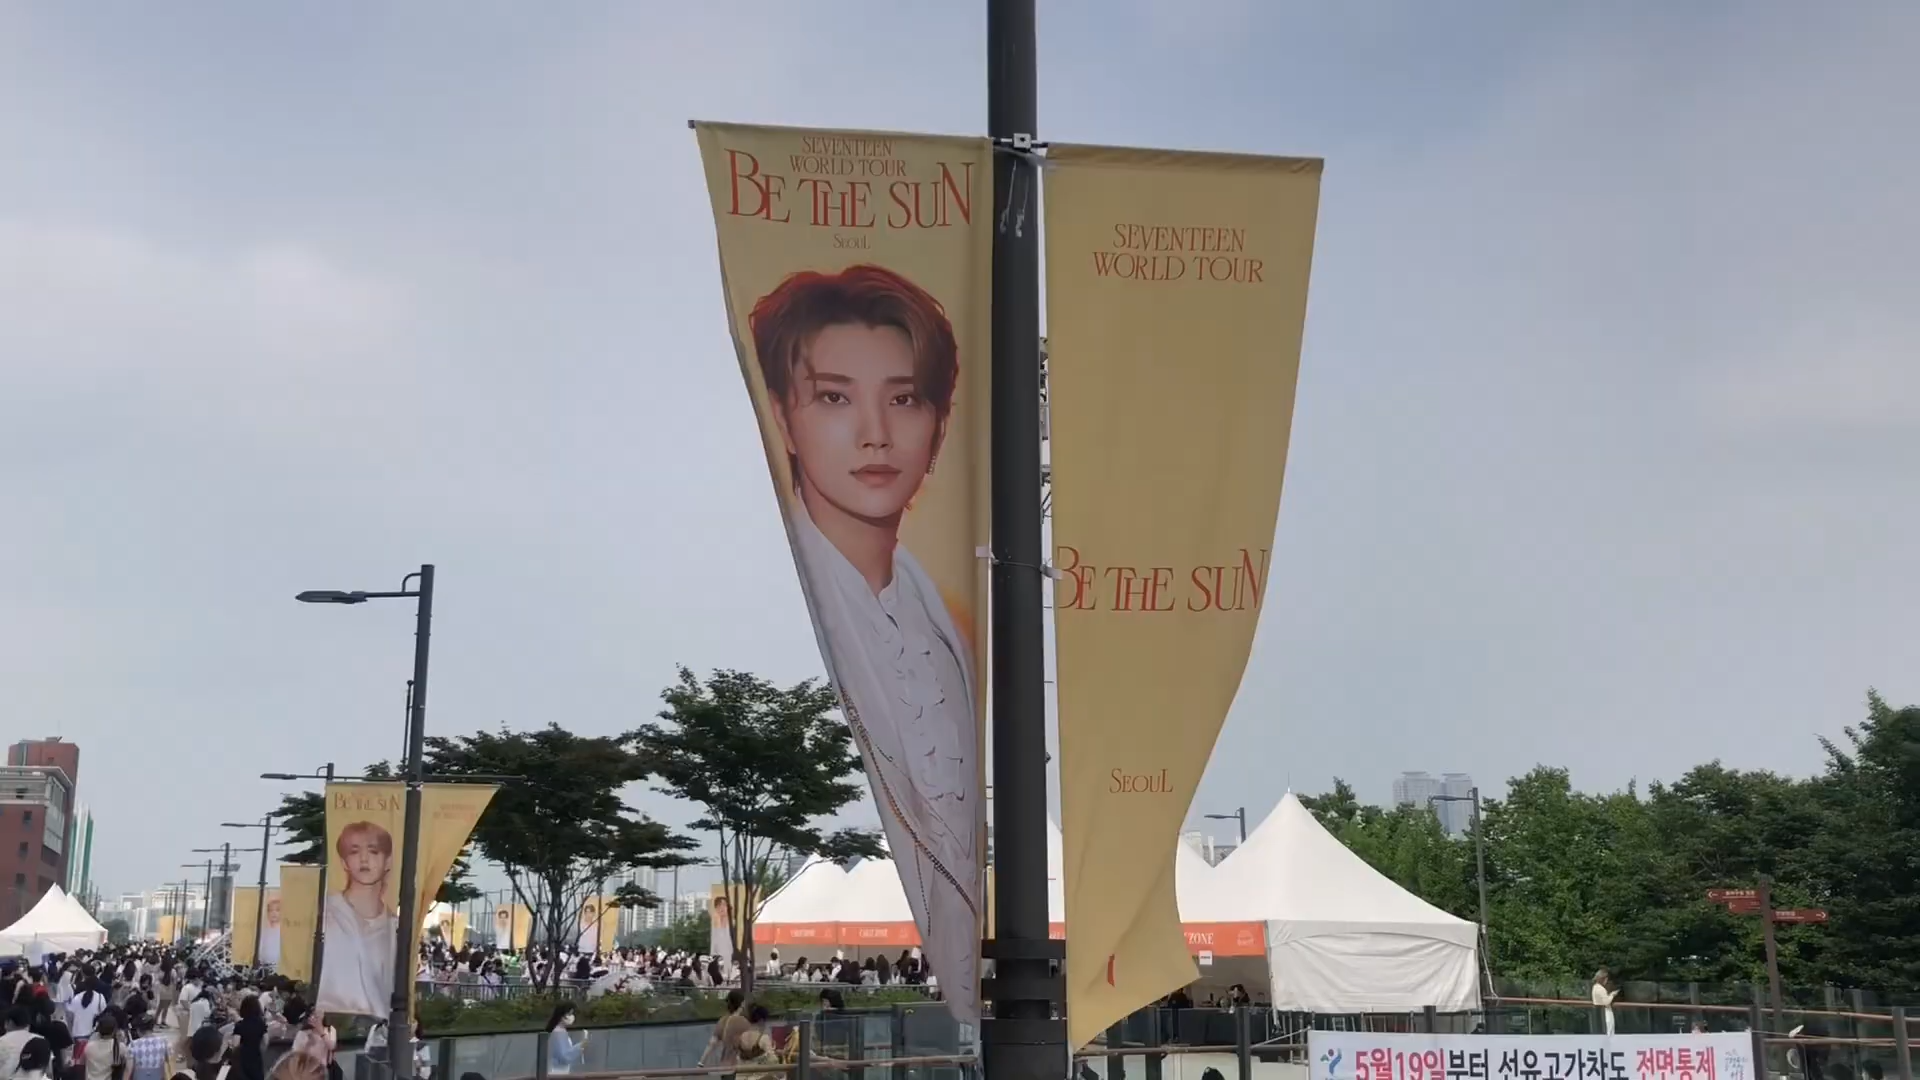 SEVENTEEN
WORLD TOUR
BE THE SUN
SEOUL
SEVENTEEN
WORLD TOUR
BE THE SUN
SEOUL
BE THE SUN
ZONE
5월19일부터 선유고가차도 전면통제